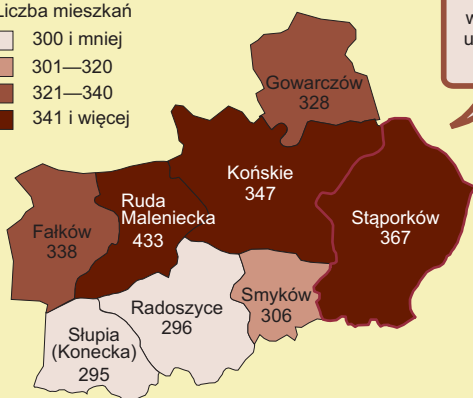 Liczba mieszkań
300 i mniej
301—320
321—340
341 i więcej
w
u
Gowarczów
328
Końskie
347
Stąporków
367
Ruda
Maleniecka
433
Fałków
338
Radoszyce
296
Smyków
306
Słupia
(Konecka)
295